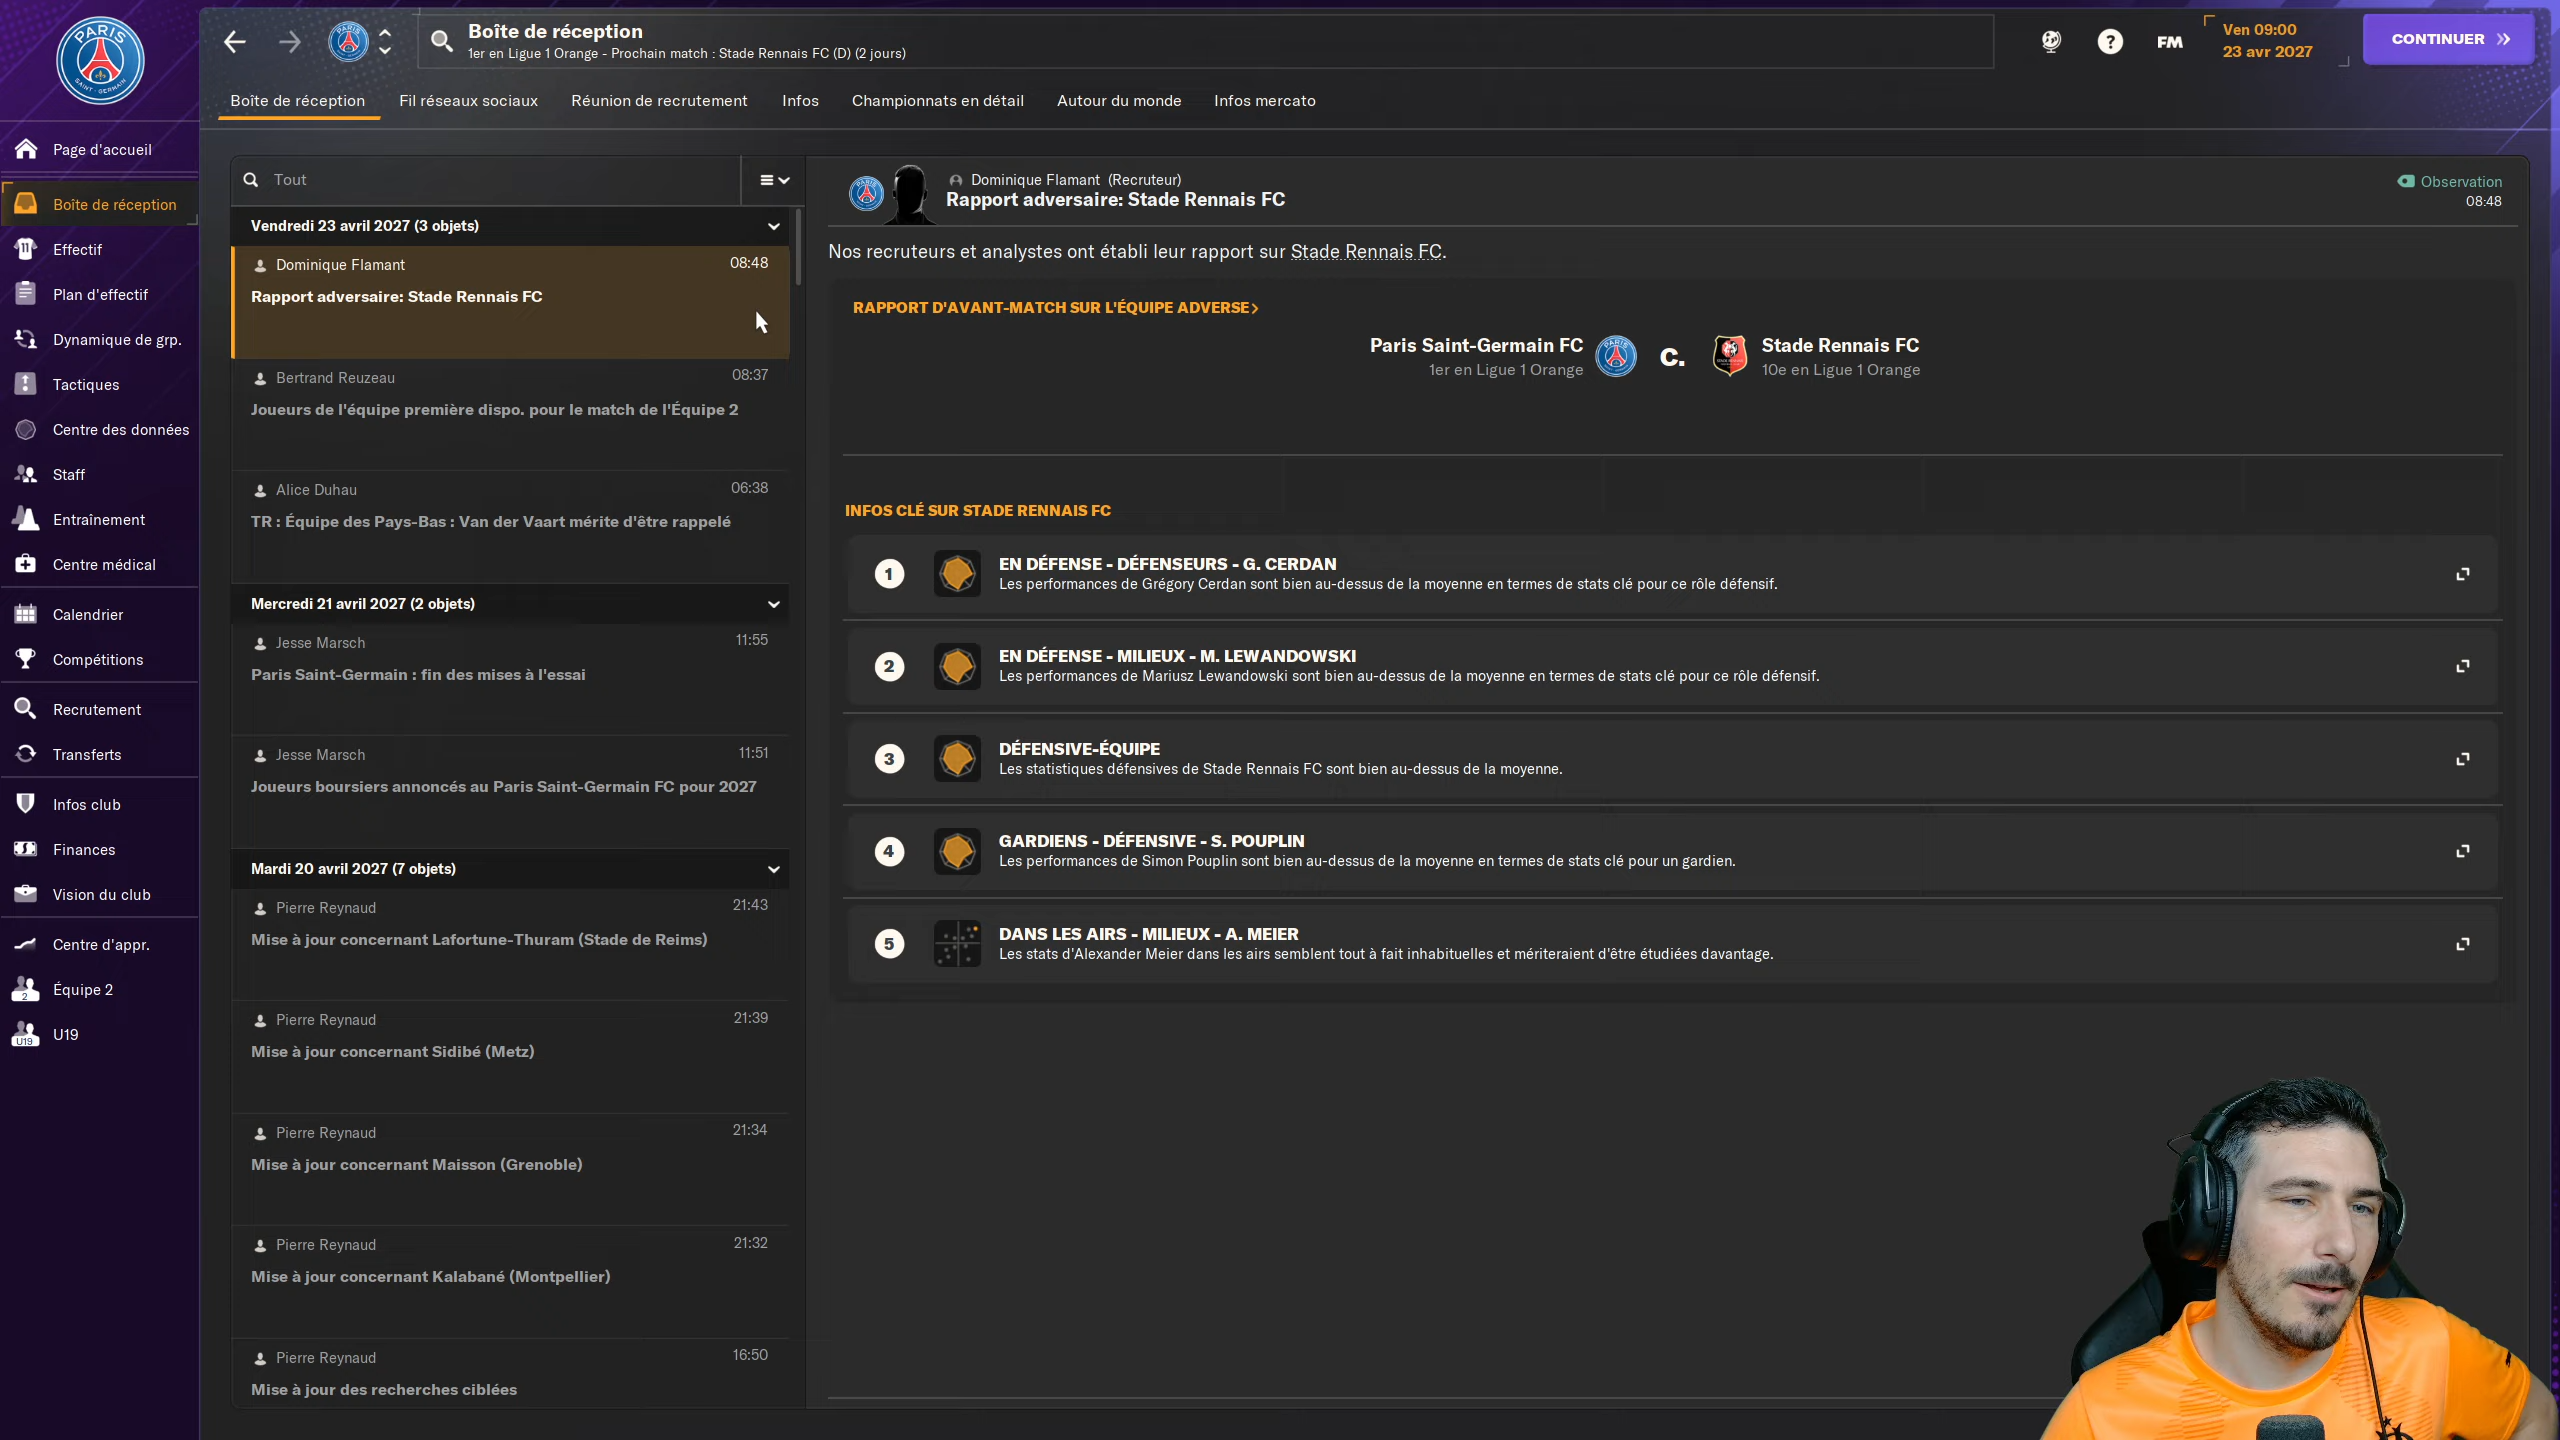 PARIS
SAINT-GERMAIN
Boîte de réception
1er en Ligue 1 Orange - Prochain match : Stade Rennais FC (D) (2 jours)
FM
Ven 09:00
23 avr 2027
CONTINUER
Boîte de réception
Fil réseaux sociaux
Réunion de recrutement
Infos
Championnats en détail
Autour du monde
Infos mercato
Page d'accueil
Boîte de réception
Effectif
Plan d'effectif
Dynamique de grp.
Tactiques
Centre des données
Staff
Entraînement
Centre médical
Calendrier
Compétitions
Recrutement
Transferts
Infos club
Finances
Vision du club
Centre d'appr.
2
Équipe 2
U19
U19
Tout
Vendredi 23 avril 2027 (3 objets)
Dominique Flamant
08:48
Rapport adversaire: Stade Rennais FC
Bertrand Reuzeau
08:37
Joueurs de l'équipe première dispo. pour le match de l'Équipe 2
Alice Duhau
06:38
TR : Équipe des Pays-Bas : Van der Vaart mérite d'être rappelé
Mercredi 21 avril 2027 (2 objets)
Jesse Marsch
11:55
Paris Saint-Germain : fin des mises à l'essai
Jesse Marsch
11:51
Joueurs boursiers annoncés au Paris Saint-Germain FC pour 2027
Mardi 20 avril 2027 (7 objets)
Pierre Reynaud
21:43
Mise à jour concernant Lafortune-Thuram (Stade de Reims)
Pierre Reynaud
21:39
Mise à jour concernant Sidibé (Metz)
Pierre Reynaud
21:34
Mise à jour concernant Maisson (Grenoble)
Pierre Reynaud
21:32
Mise à jour concernant Kalabané (Montpellier)
Pierre Reynaud
16:50
Mise à jour des recherches ciblées
Dominique Flamant (Recruteur)
Rapport adversaire: Stade Rennais FC
Observation
08:48
Nos recruteurs et analystes ont établi leur rapport sur Stade Rennais FC.
RAPPORT D'AVANT-MATCH SUR L'ÉQUIPE ADVERSE>
Paris Saint-Germain FC
1er en Ligue 1 Orange
c.
Stade Rennais FC
10e en Ligue 1 Orange
INFOS CLÉ SUR STADE RENNAIS FC
1
EN DÉFENSE - DÉFENSEURS - G. CERDAN
Les performances de Grégory Cerdan sont bien au-dessus de la moyenne en termes de stats clé pour ce rôle défensif.
2
EN DÉFENSE - MILIEUX - M. LEWANDOWSKI
Les performances de Mariusz Lewandowski sont bien au-dessus de la moyenne en termes de stats clé pour ce rôle défensif.
3
DÉFENSIVE-ÉQUIPE
Les statistiques défensives de Stade Rennais FC sont bien au-dessus de la moyenne.
4
GARDIENS - DÉFENSIVE - S. POUPLIN
Les performances de Simon Pouplin sont bien au-dessus de la moyenne en termes de stats clé pour un gardien.
5
DANS LES AIRS - MILIEUX - A. MEIER
Les stats d'Alexander Meier dans les airs semblent tout à fait inhabituelles et mériteraient d'être étudiées davantage.